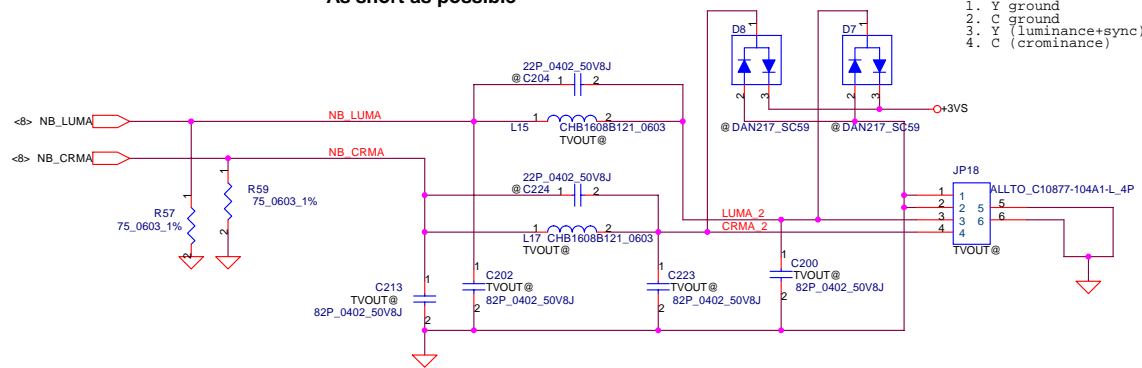 As short as possible
1. Y ground
2. C ground
3. Y (luminance+sync)
4. C (crominance)
D8
D7
1
1
22P_0402_50V8J
@ C204 1 2
2 3
2 3
+3VS
<8> NB_LUMA
NB_LUMA
L15 1 2 CHB1608B121_0603
TVOUT@
@ DAN217_SC59
@ DAN217_SC59
<8> NB_CRMA
NB_CRMA
22P_0402_50V8J
@ C224 1 2
JP18
ALLTO_C10877-104A1-L_4P
1
R59
75_0603_1%
2
1
R57
75_0603_1%
2
1 1
2 2 5 5
3 3 6 6
4 4
TVOUT@
LUMA_2
CRMA_2
L17 1 2 CHB1608B121_0603
TVOUT@
1
C213
TVOUT@
82P_0402_50V8J
2
1
C202
TVOUT@
82P_0402_50V8J
2
1
C223
TVOUT@
82P_0402_50V8J
2
1
C200
TVOUT@
82P_0402_50V8J
2